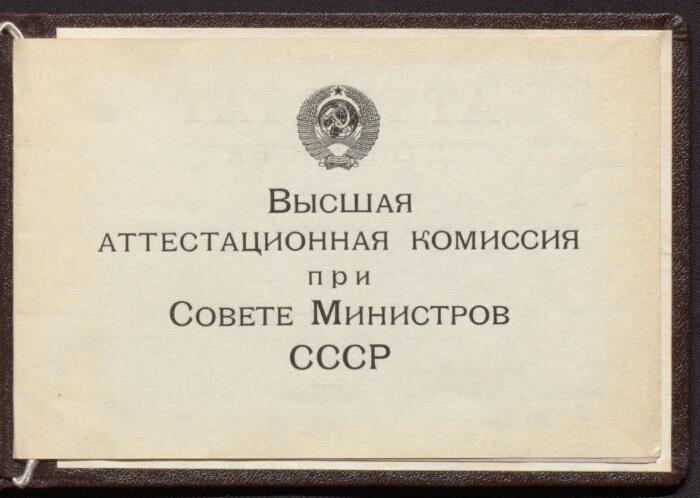 Высшая
аттестационная комиссия
при
Совете Министров
СССР